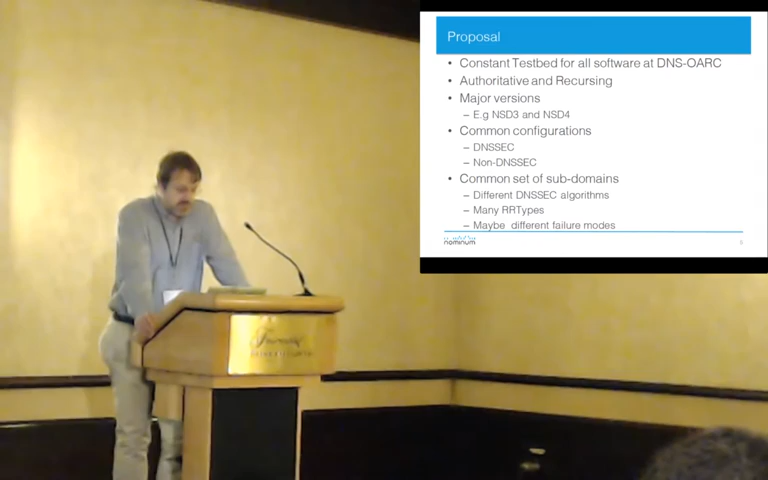 Proposal
• Constant Testbed for all software at DNS-OARC
• Authoritative and Recursing
• Major versions
– E.g NSD3 and NSD4
• Common configurations
– DNSSEC
– Non-DNSSEC
• Common set of sub-domains
– Different DNSSEC algorithms
– Many RRTypes
– Maybe different failure modes
nominum
Fairmont